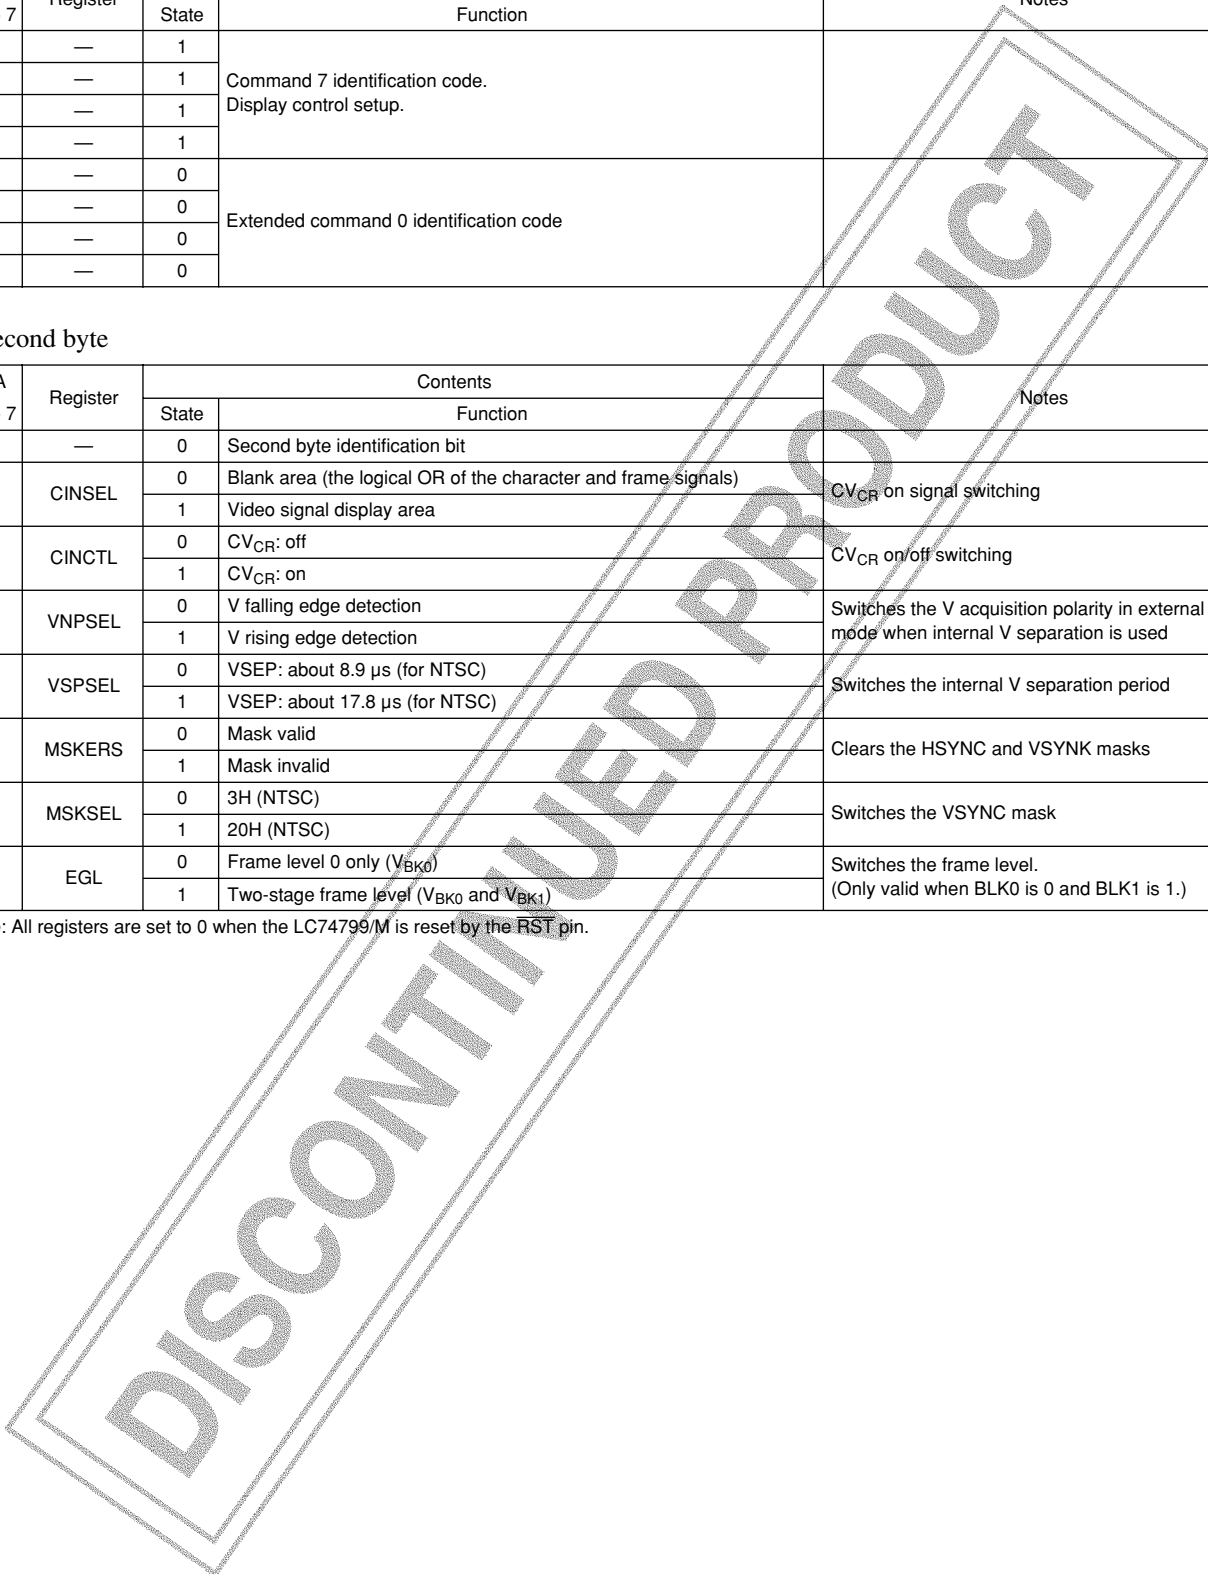 7 Register State Function Notes
— 1
— 1 Command 7 identification code.
— 1 Display control setup.
— 1
— 0
— 0 Extended command 0 identification code
— 0
— 0
econd byte
A Register Contents Notes
7 State Function
— 0 Second byte identification bit
CINSEL 0 Blank area (the logical OR of the character and frame signals) CVCR on signal switching
1 Video signal display area
CINCTL 0 CVCR: off CVCR on/off switching
1 CVCR: on
VNPSEL 0 V falling edge detection Switches the V acquisition polarity in external
1 V rising edge detection mode when internal V separation is used
VSPSEL 0 VSEP: about 8.9 µs (for NTSC) Switches the internal V separation period
1 VSEP: about 17.8 µs (for NTSC)
MSKERS 0 Mask valid Clears the HSYNC and VSYNK masks
1 Mask invalid
MSKSEL 0 3H (NTSC) Switches the VSYNC mask
1 20H (NTSC)
EGL 0 Frame level 0 only (VBK0) Switches the frame level.
1 Two-stage frame level (VBK0 and VBK1) (Only valid when BLK0 is 0 and BLK1 is 1.)
: All registers are set to 0 when the LC74799/M is reset by the RST pin.
DISCONTINUED PRODUCT